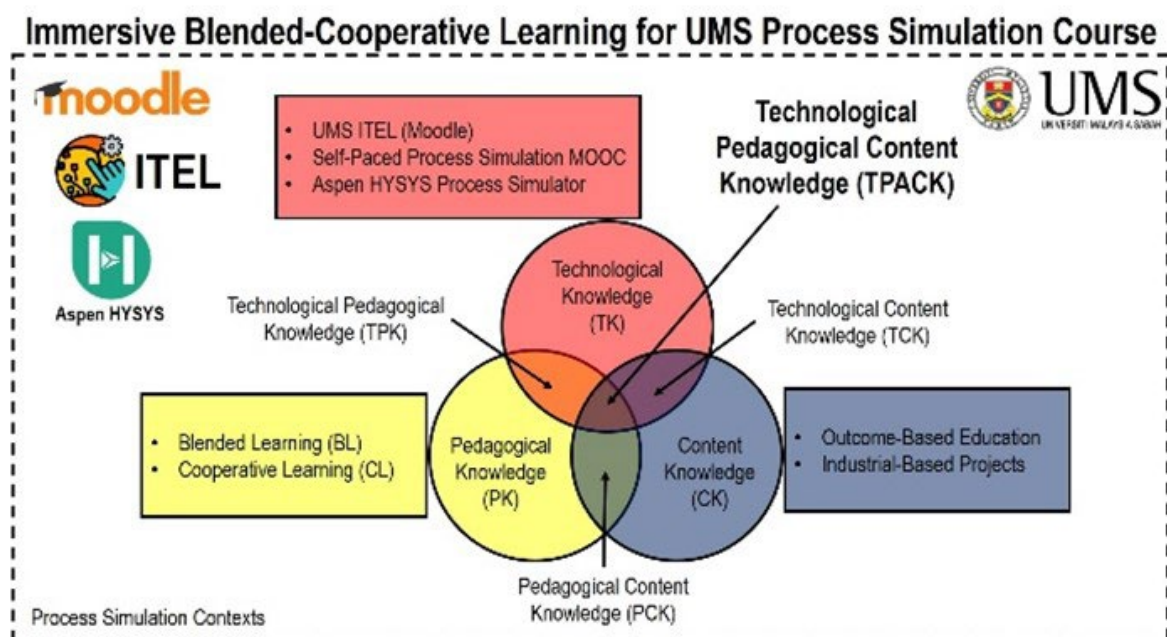 Immersive Blended-Cooperative Learning for UMS Process Simulation Course
moodle
ITEL
Aspen HYSYS
• UMS ITEL (Moodle)
• Self-Paced Process Simulation MOOC
• Aspen HYSYS Process Simulator
Technological
Pedagogical Content
Knowledge (TPACK)
UMS
UNIVERSITI MALAYSIA SABAH
Technological
Knowledge
(TK)
Technological Pedagogical
Knowledge (TPK)
Technological Content
Knowledge (TCK)
• Blended Learning (BL)
• Cooperative Learning (CL)
Pedagogical
Knowledge
(PK)
Content
Knowledge
(CK)
• Outcome-Based Education
• Industrial-Based Projects
Pedagogical Content
Knowledge (PCK)
Process Simulation Contexts